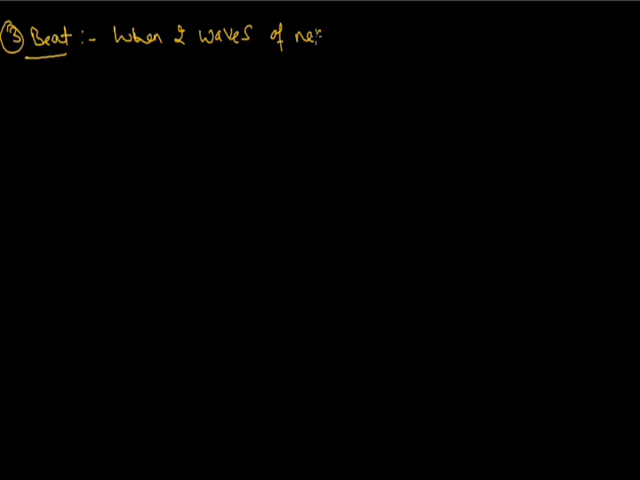 ③ Beat :- When 2 waves of